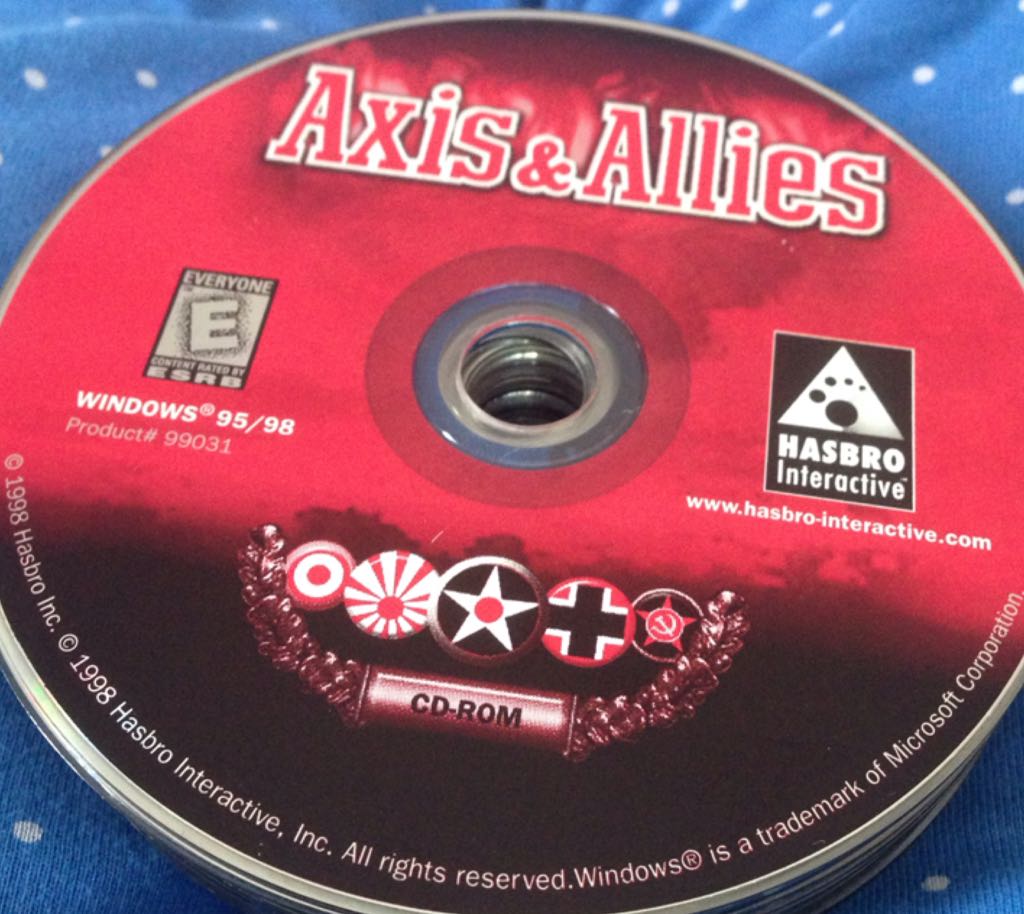 Axis & Allies
EVERYONE
E
CONTENT RATED BY
ESRB
WINDOWS® 95/98
Product# 99031
HASBRO
Interactive™
www.hasbro-interactive.com
CD-ROM
© 1998 Hasbro Inc. © 1998 Hasbro Interactive, Inc. All rights reserved.Windows® is a trademark of Microsoft Corporation.